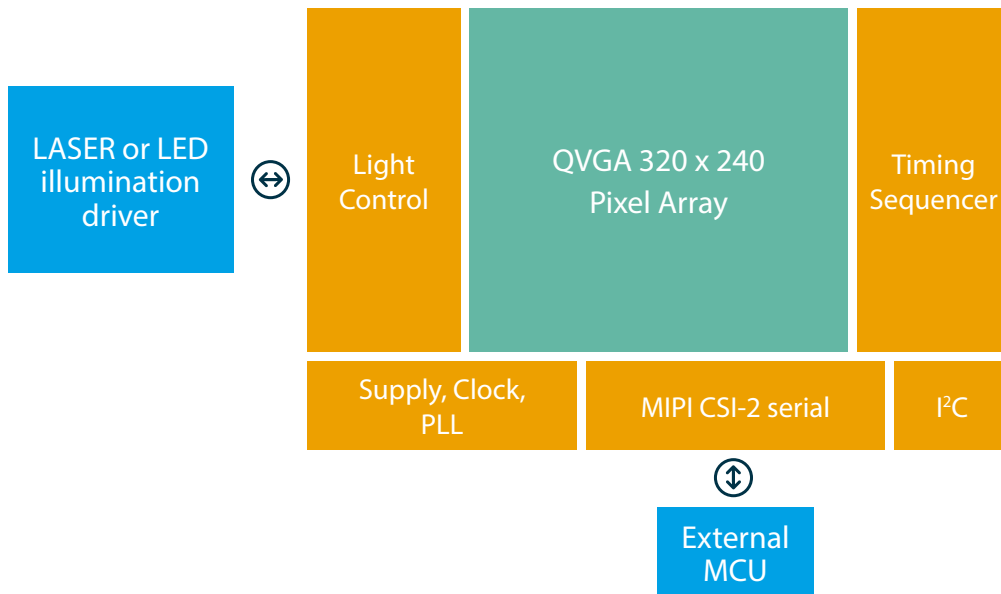 LASER or LED
illumination
driver
Light
Control
QVGA 320 x 240
Pixel Array
Timing
Sequencer
Supply, Clock,
PLL
MIPI CSI-2 serial
I²C
External
MCU